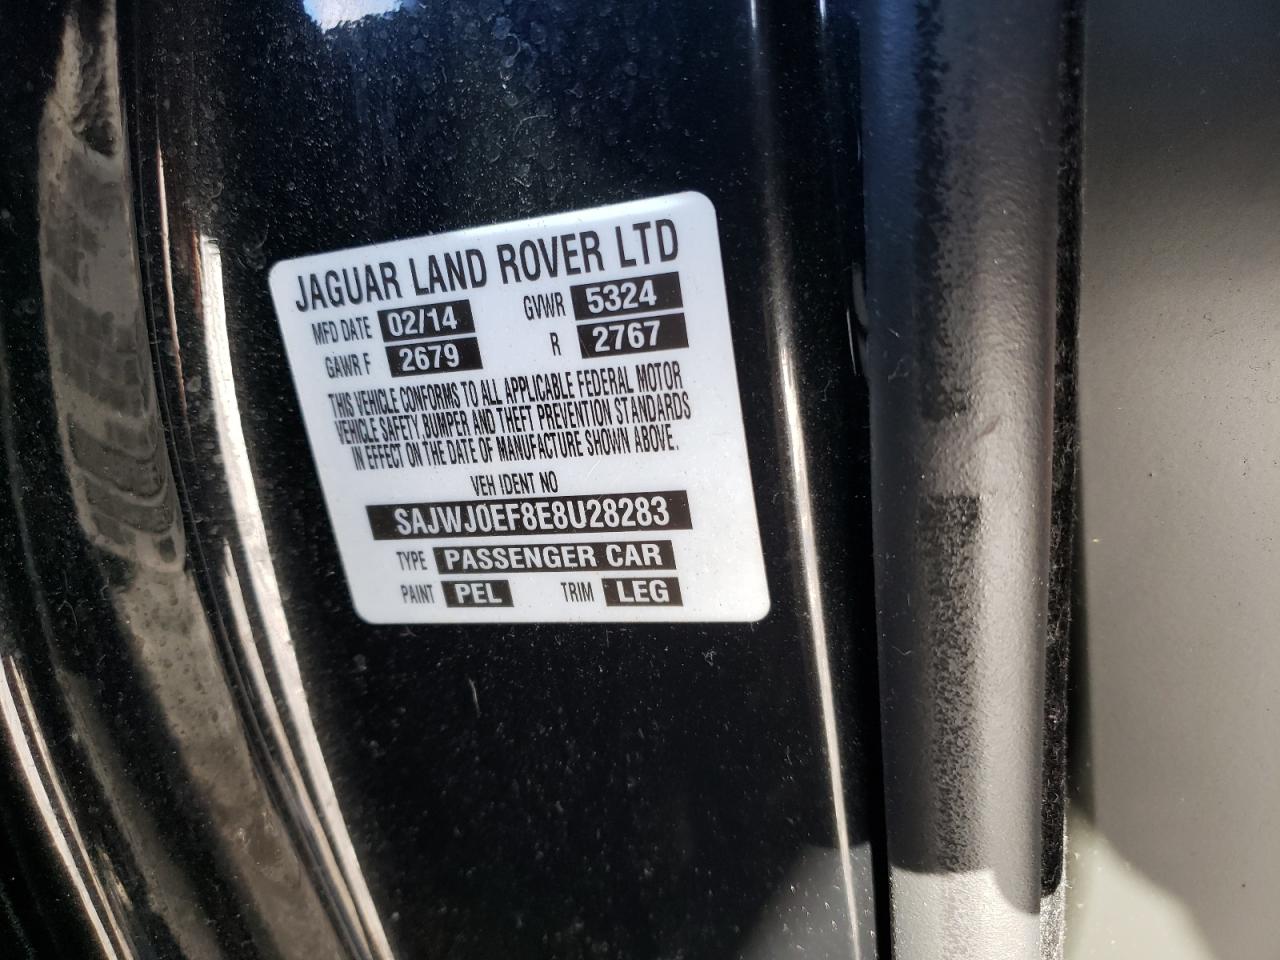 JAGUAR LAND ROVER LTD
MFD DATE 02/14 GVWR 5324
GAWR F 2679 R 2767
THIS VEHICLE CONFORMS TO ALL APPLICABLE FEDERAL MOTOR
VEHICLE SAFETY, BUMPER AND THEFT PREVENTION STANDARDS
IN EFFECT ON THE DATE OF MANUFACTURE SHOWN ABOVE.
VEH IDENT NO
SAJWJ0EF8E8U28283
TYPE PASSENGER CAR
PAINT PEL TRIM LEG